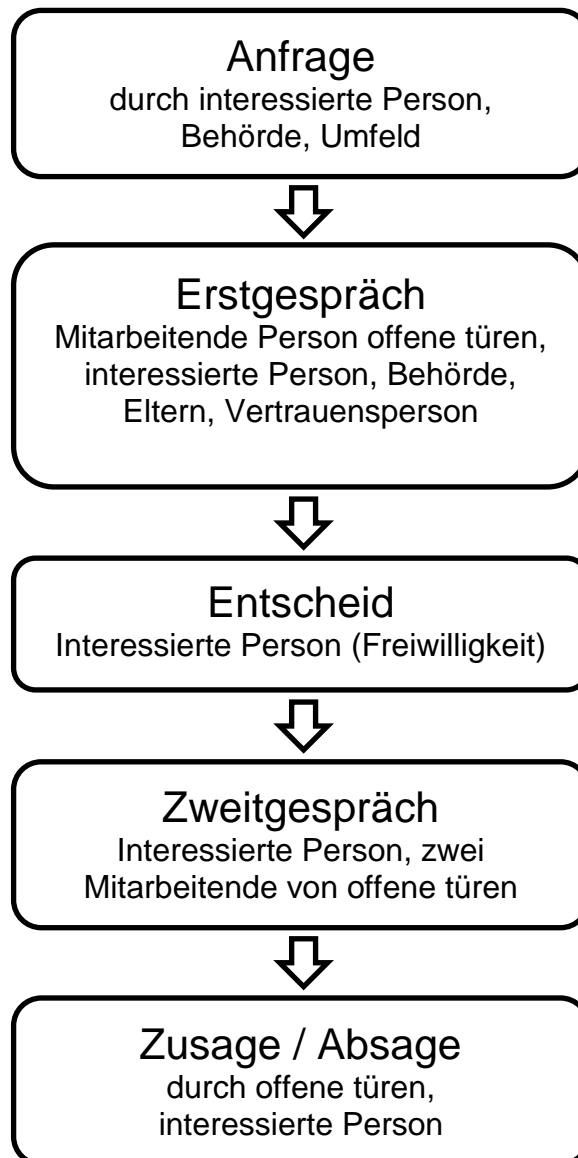 Anfrage
durch interessierte Person,
Behörde, Umfeld
Erstgespräch
Mitarbeitende Person offene türen,
interessierte Person, Behörde,
Eltern, Vertrauensperson
Entscheid
Interessierte Person (Freiwilligkeit)
Zweitgespräch
Interessierte Person, zwei
Mitarbeitende von offene türen
Zusage / Absage
durch offene türen,
interessierte Person